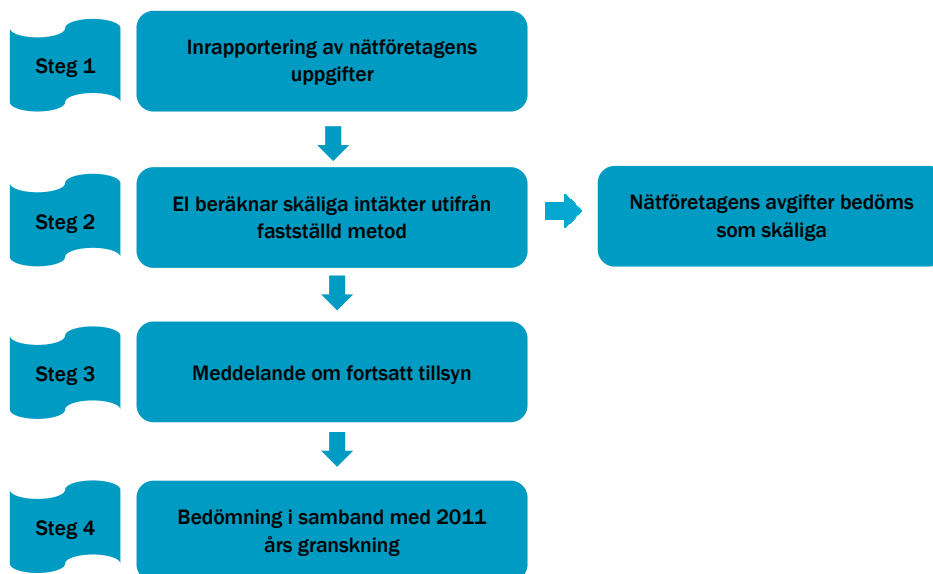 Steg 1
Inrapportering av nätföretagens
uppgifter
Steg 2
EI beräknar skäliga intäkter utifrån
fastställd metod
Nätföretagens avgifter bedöms
som skäliga
Steg 3
Meddelande om fortsatt tillsyn
Steg 4
Bedömning i samband med 2011
års granskning